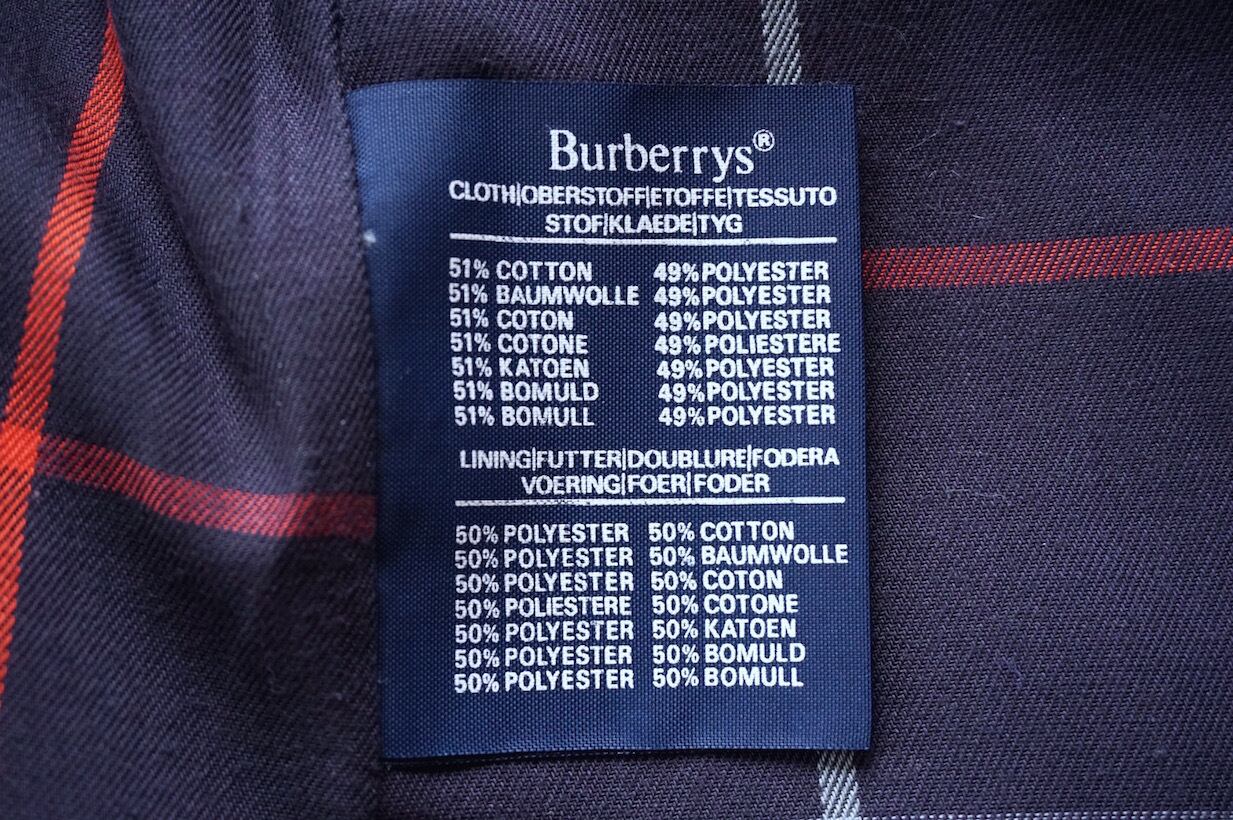 Burberrys®
CLOTH|OBERSTOFF|ETOFFE|TESSUTO
STOF|KLAEDE|TYG
51% COTTON 49% POLYESTER
51% BAUMWOLLE 49% POLYESTER
51% COTON 49% POLYESTER
51% COTONE 49% POLIESTERE
51% KATOEN 49% POLYESTER
51% BOMULD 49% POLYESTER
51% BOMULL 49% POLYESTER
LINING|FUTTER|DOUBLURE|FODERA
VOERING|FOER|FODER
50% POLYESTER 50% COTTON
50% POLYESTER 50% BAUMWOLLE
50% POLYESTER 50% COTON
50% POLIESTERE 50% COTONE
50% POLYESTER 50% KATOEN
50% POLYESTER 50% BOMULD
50% POLYESTER 50% BOMULL